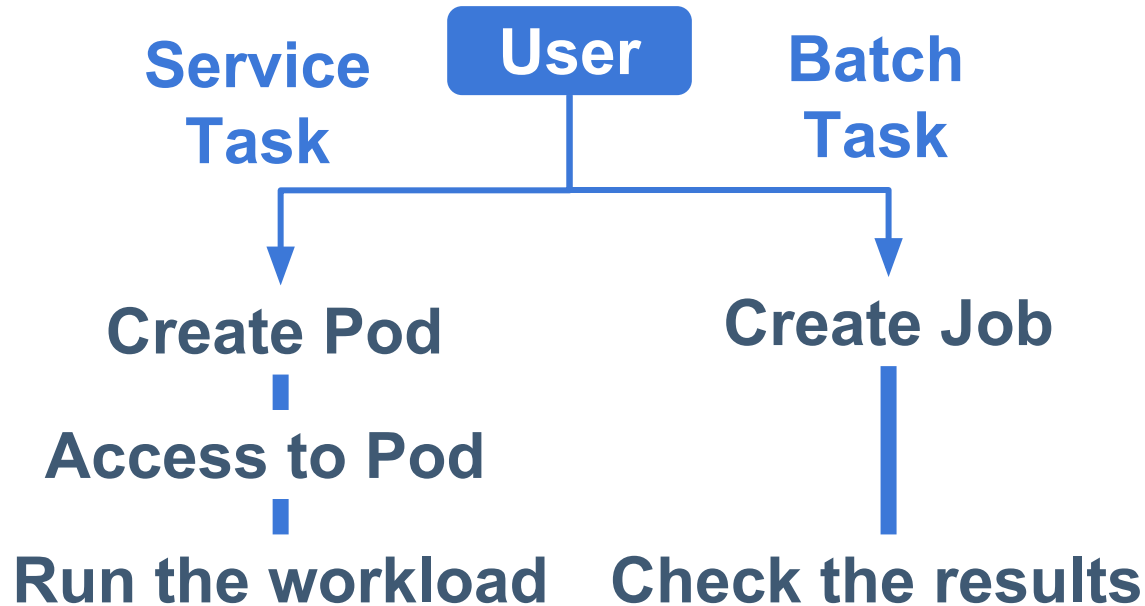 User
Service
Task
Batch
Task
Create Pod
Create Job
Access to Pod
Run the workload
Check the results